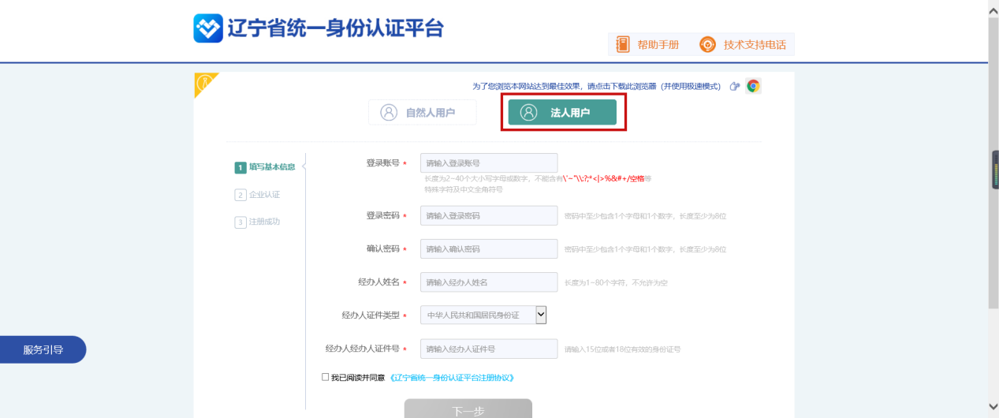 辽宁省统一身份认证平台
帮助手册
技术支持电话
为了您浏览本网站达到最佳效果，请点击下载此浏览器（并使用极速模式）
自然人用户
法人用户
1 填写基本信息
2 企业认证
3 注册成功
登录账号 * 请输入登录账号
长度为2~40个大小写字母或数字，不能含有\'~"\\:?;*<|>%&#+/空格等
特殊字符及中文全角符号
登录密码 * 请输入登录密码 密码中至少包含1个字母和1个数字，长度至少为8位
确认密码 * 请输入确认密码 密码中至少包含1个字母和1个数字，长度至少为8位
经办人姓名 * 请输入经办人姓名 长度为1~80个字符，不允许为空
经办人证件类型 * 中华人民共和国居民身份证
经办人经办人证件号 * 请输入经办人证件号 请输入15位或者18位有效的身份证号
服务引导
我已阅读并同意 《辽宁省统一身份认证平台注册协议》
下一步